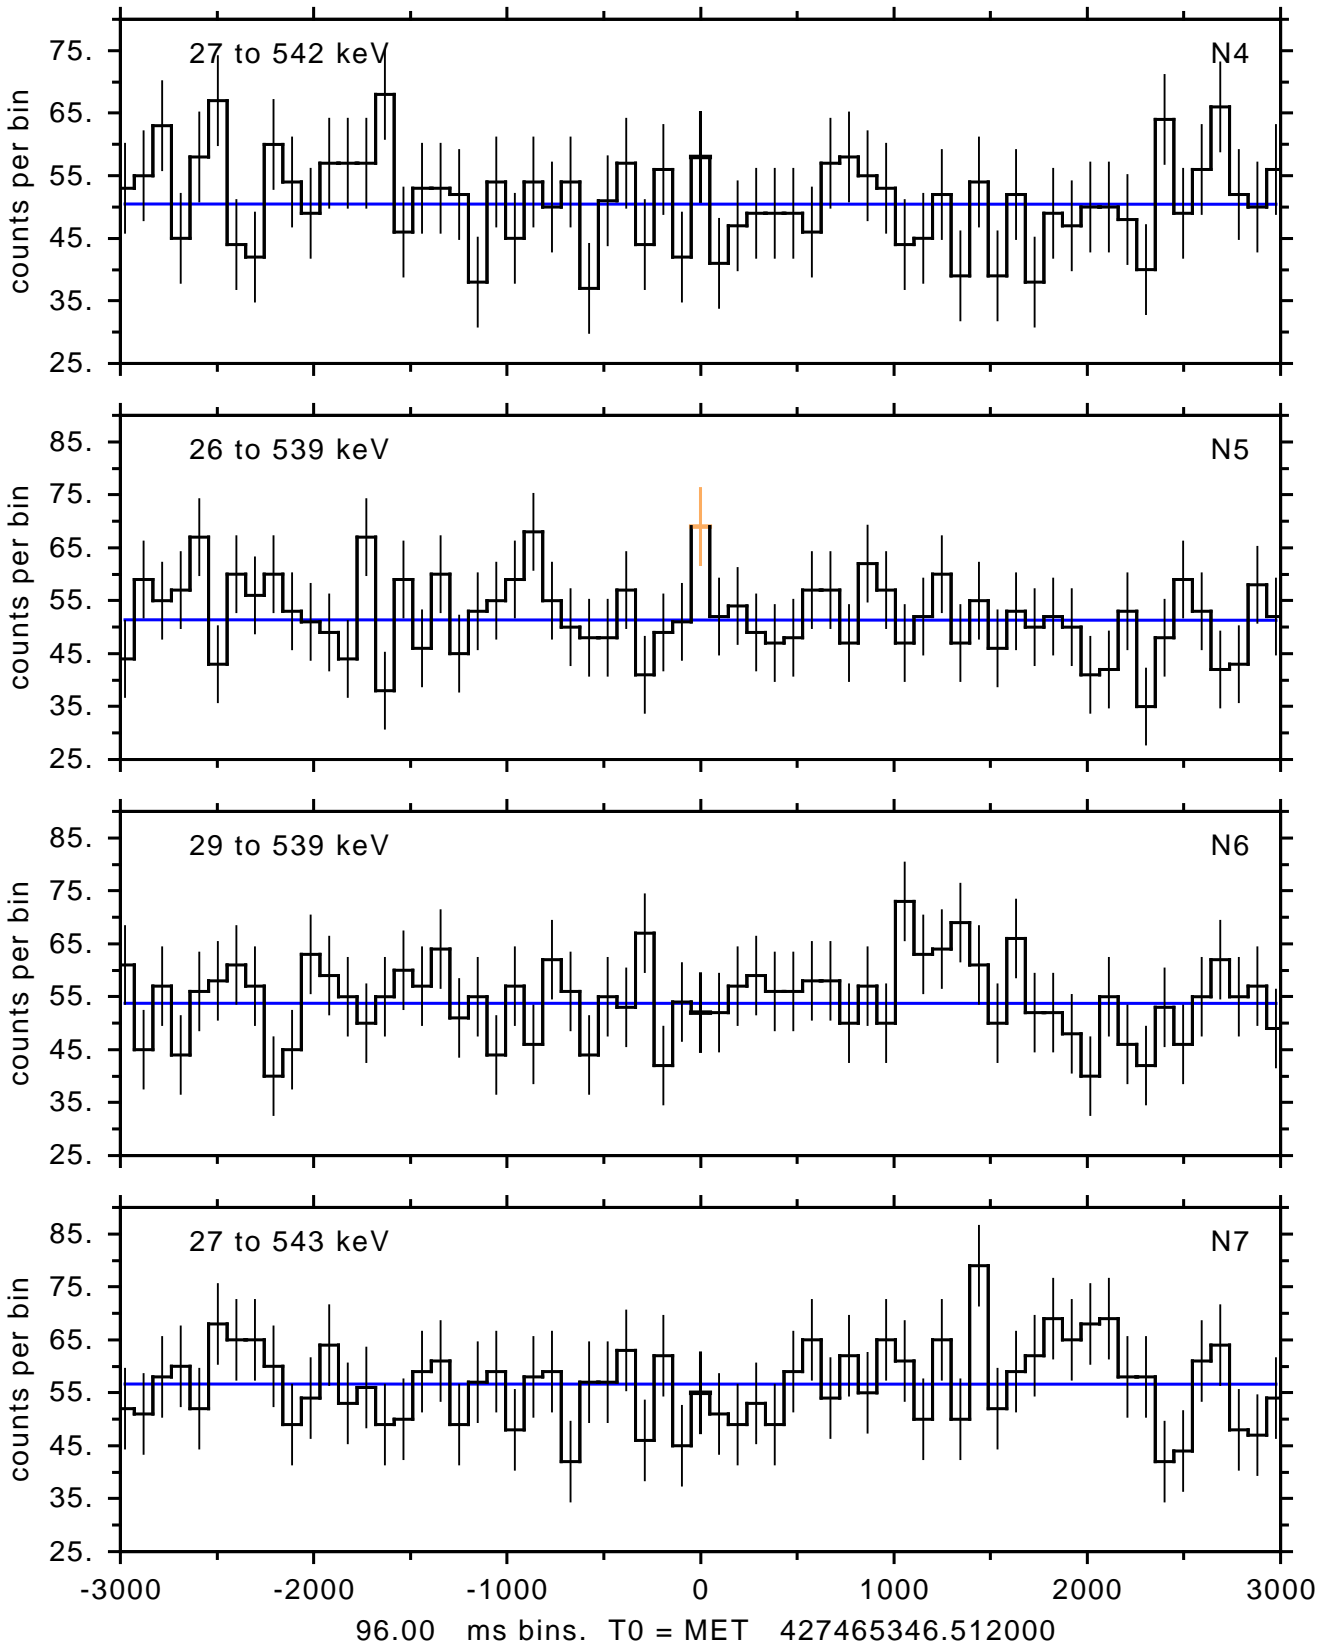 27 to 542 keV N4
75.
65.
55.
45.
35.
25.
counts per bin
26 to 539 keV N5
85.
75.
65.
55.
45.
35.
25.
counts per bin
29 to 539 keV N6
85.
75.
65.
55.
45.
35.
25.
counts per bin
27 to 543 keV N7
85.
75.
65.
55.
45.
35.
25.
counts per bin
-3000 -2000 -1000 0 1000 2000 3000
96.00 ms bins. T0 = MET 427465346.512000